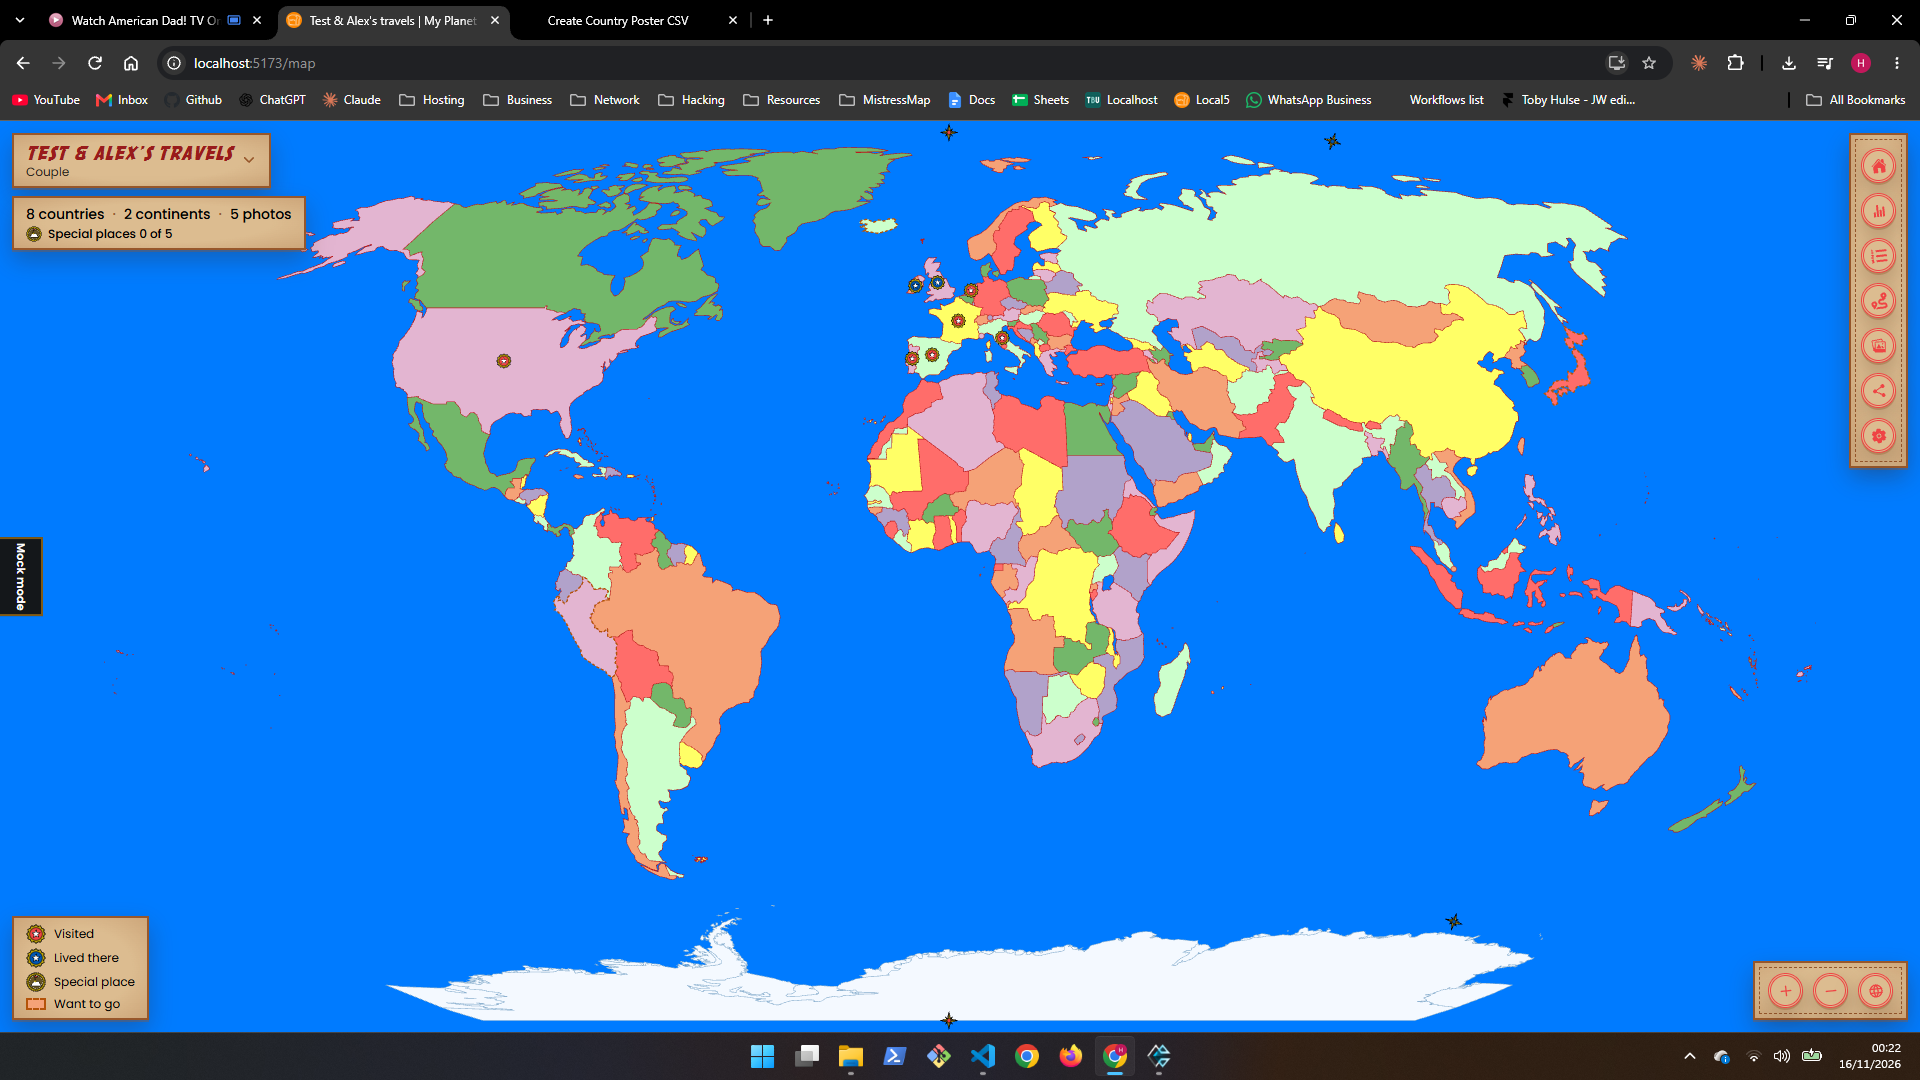 Watch American Dad! TV On
Test & Alex's travels | My Planet
Create Country Poster CSV
localhost:5173/map
YouTube
Inbox
Github
ChatGPT
Claude
Hosting
Business
Network
Hacking
Resources
MistressMap
Docs
Sheets
Localhost
Local5
WhatsApp Business
Workflows list
Toby Hulse - JW edi...
All Bookmarks
H
TEST & ALEX'S TRAVELS
Couple
8 countries · 2 continents · 5 photos
Special places 0 of 5
Mock mode
Visited
Lived there
Special place
Want to go
00:22
16/11/2026